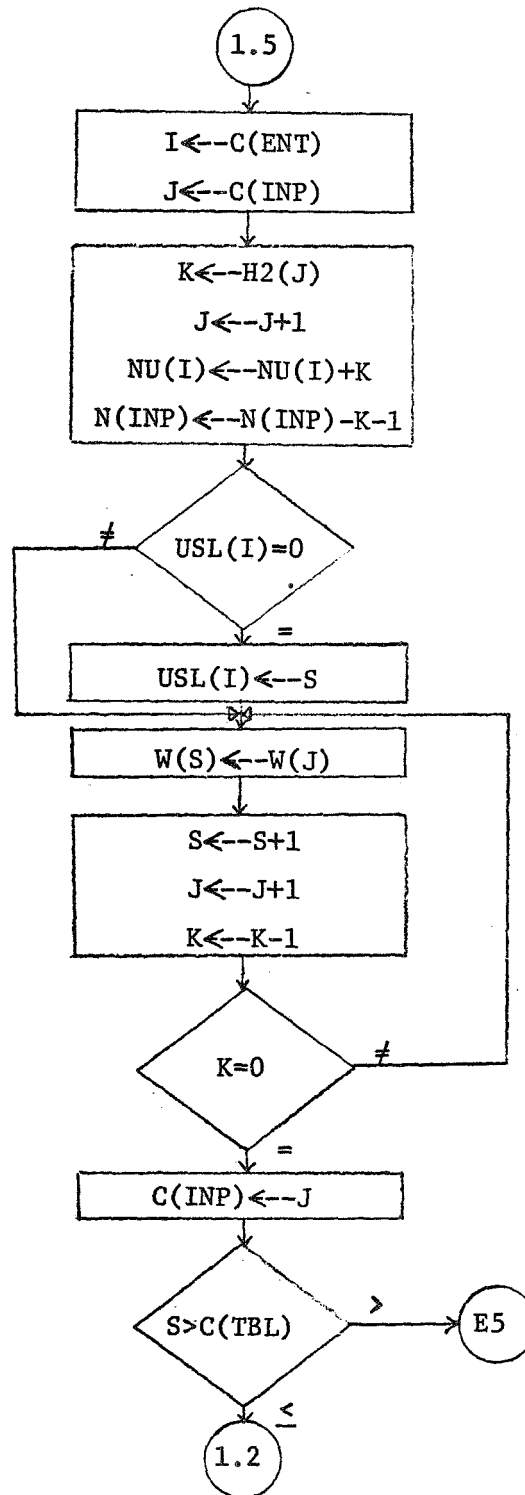 1.5
I<--C(ENT)
J<--C(INP)
K<--H2(J)
J<--J+1
NU(I)<--NU(I)+K
N(INP)<--N(INP)-K-1
≠
USL(I)=0
=
USL(I)<--S
W(S)<--W(J)
S<--S+1
J<--J+1
K<--K-1
K=0
≠
=
C(INP)<--J
S>C(TBL)
>
E5
≤
1.2